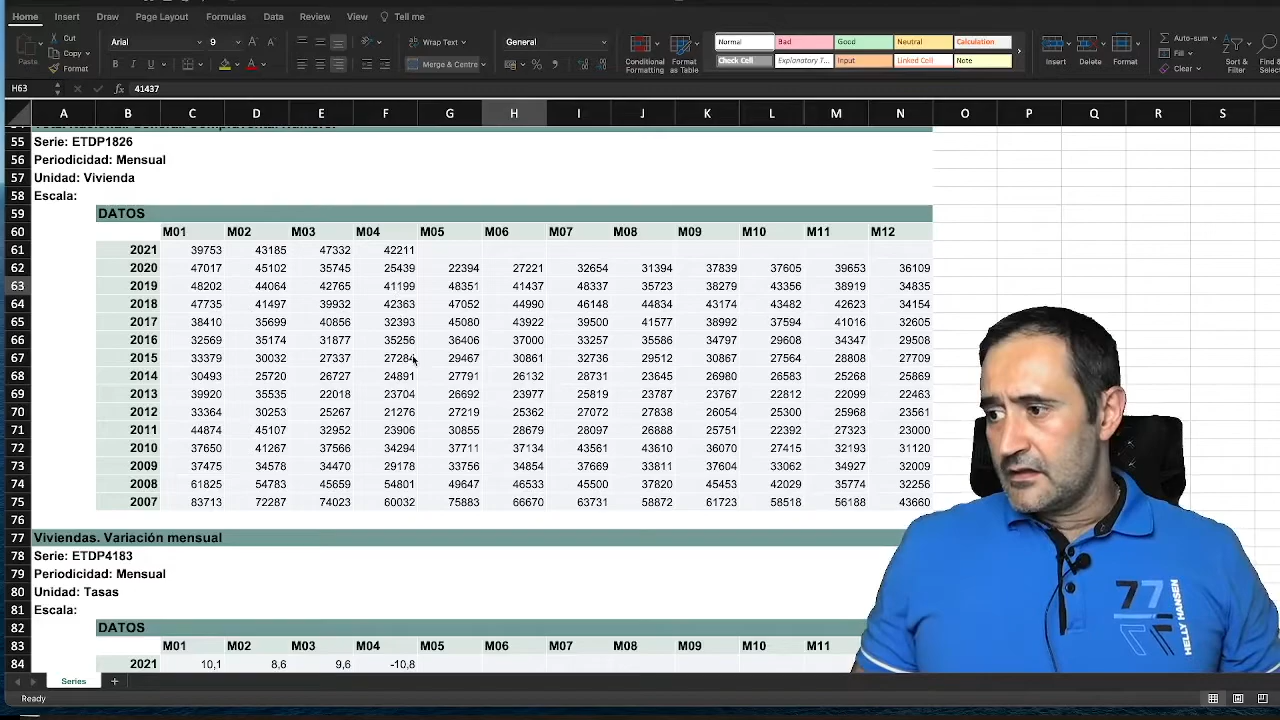 Home Insert Draw Page Layout Formulas Data Review View Tell me
Cut Arial 9 Wrap Text General Normal Bad Good Neutral Calculation Auto-sum
Paste Copy Conditional Formatting Format as Table Check Cell Explanatory T... Input Linked Cell Note Insert Delete Format Fill Sort & Filter
Format B I U Merge & Centre Clear
H63 fx 41437
A B C D E F G H I J K L M N O P Q R S
55 Serie: ETDP1826
56 Periodicidad: Mensual
57 Unidad: Vivienda
58 Escala:
59 DATOS
60 M01 M02 M03 M04 M05 M06 M07 M08 M09 M10 M11 M12
61 2021 39753 43185 47332 42211
62 2020 47017 45102 35745 25439 22394 27221 32654 31394 37839 37605 39653 36109
63 2019 48202 44064 42765 41199 48351 41437 48337 35723 36279 43356 38919 34835
64 2018 47735 41497 39932 42363 47052 44990 46148 44834 43174 43482 42623 34154
65 2017 38410 35699 40856 32393 45080 43922 39500 41577 38992 37594 41016 32605
66 2016 32569 35174 31877 35256 36406 37000 33257 35586 34797 29608 34347 29508
67 2015 33379 30032 27337 27284 29467 30861 32736 29512 30867 27564 28808 27709
68 2014 30493 25720 26727 24891 27791 26132 28731 23645 26980 26583 25268 25869
69 2013 39920 35535 22018 23704 26692 23977 25819 23787 23767 22812 22099 22463
70 2012 33364 30253 25267 21276 27219 25362 27072 27838 26054 25300 25968 23561
71 2011 44874 45107 32952 23906 30855 28679 28097 26688 25751 22392 27323 23000
72 2010 37650 41267 37566 34294 37711 37134 43561 43610 36070 27415 32193 31120
73 2009 37475 34578 34470 29178 33756 34854 37669 33811 37604 33062 34927 32009
74 2008 61825 54783 45659 54801 49647 46533 45500 37820 45453 42029 35774 32256
75 2007 83713 72287 74023 60032 75883 66670 63731 58872 61723 58518 56188 43660
76
77 Viviendas. Variación mensual
78 Serie: ETDP4183
79 Periodicidad: Mensual
80 Unidad: Tasas
81 Escala:
82 DATOS
83 M01 M02 M03 M04 M05 M06 M07 M08 M09 M10 M11
84 2021 10,1 8,6 9,6 -10,8
77
HELLY HANSEN
Series +
Ready